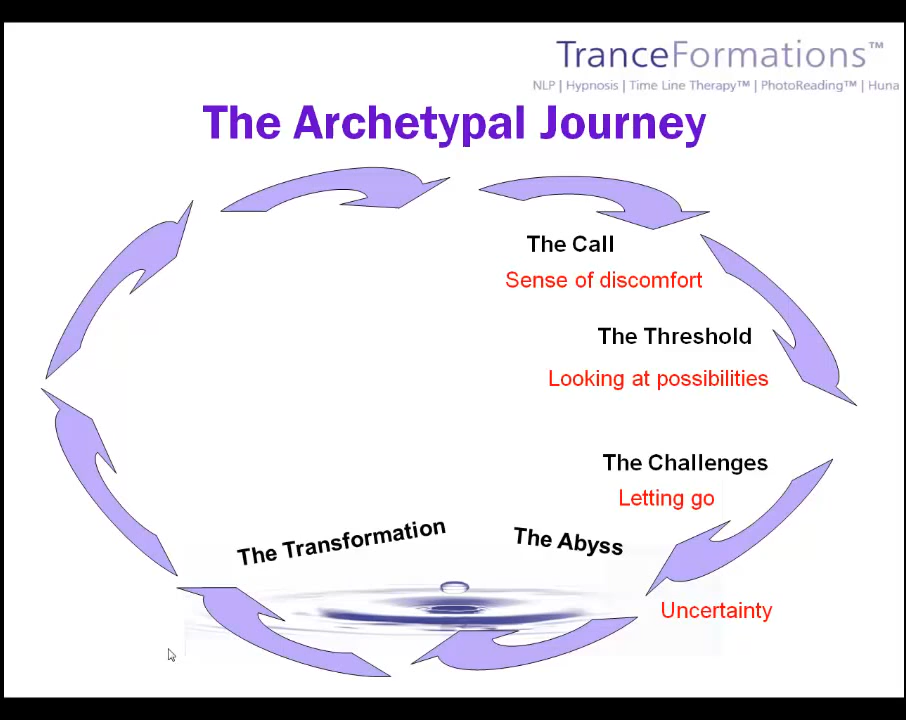 TranceFormations™
NLP | Hypnosis | Time Line Therapy™ | PhotoReading™ | Huna
The Archetypal Journey
The Call
Sense of discomfort
The Threshold
Looking at possibilities
The Challenges
Letting go
The Transformation
The Abyss
Uncertainty